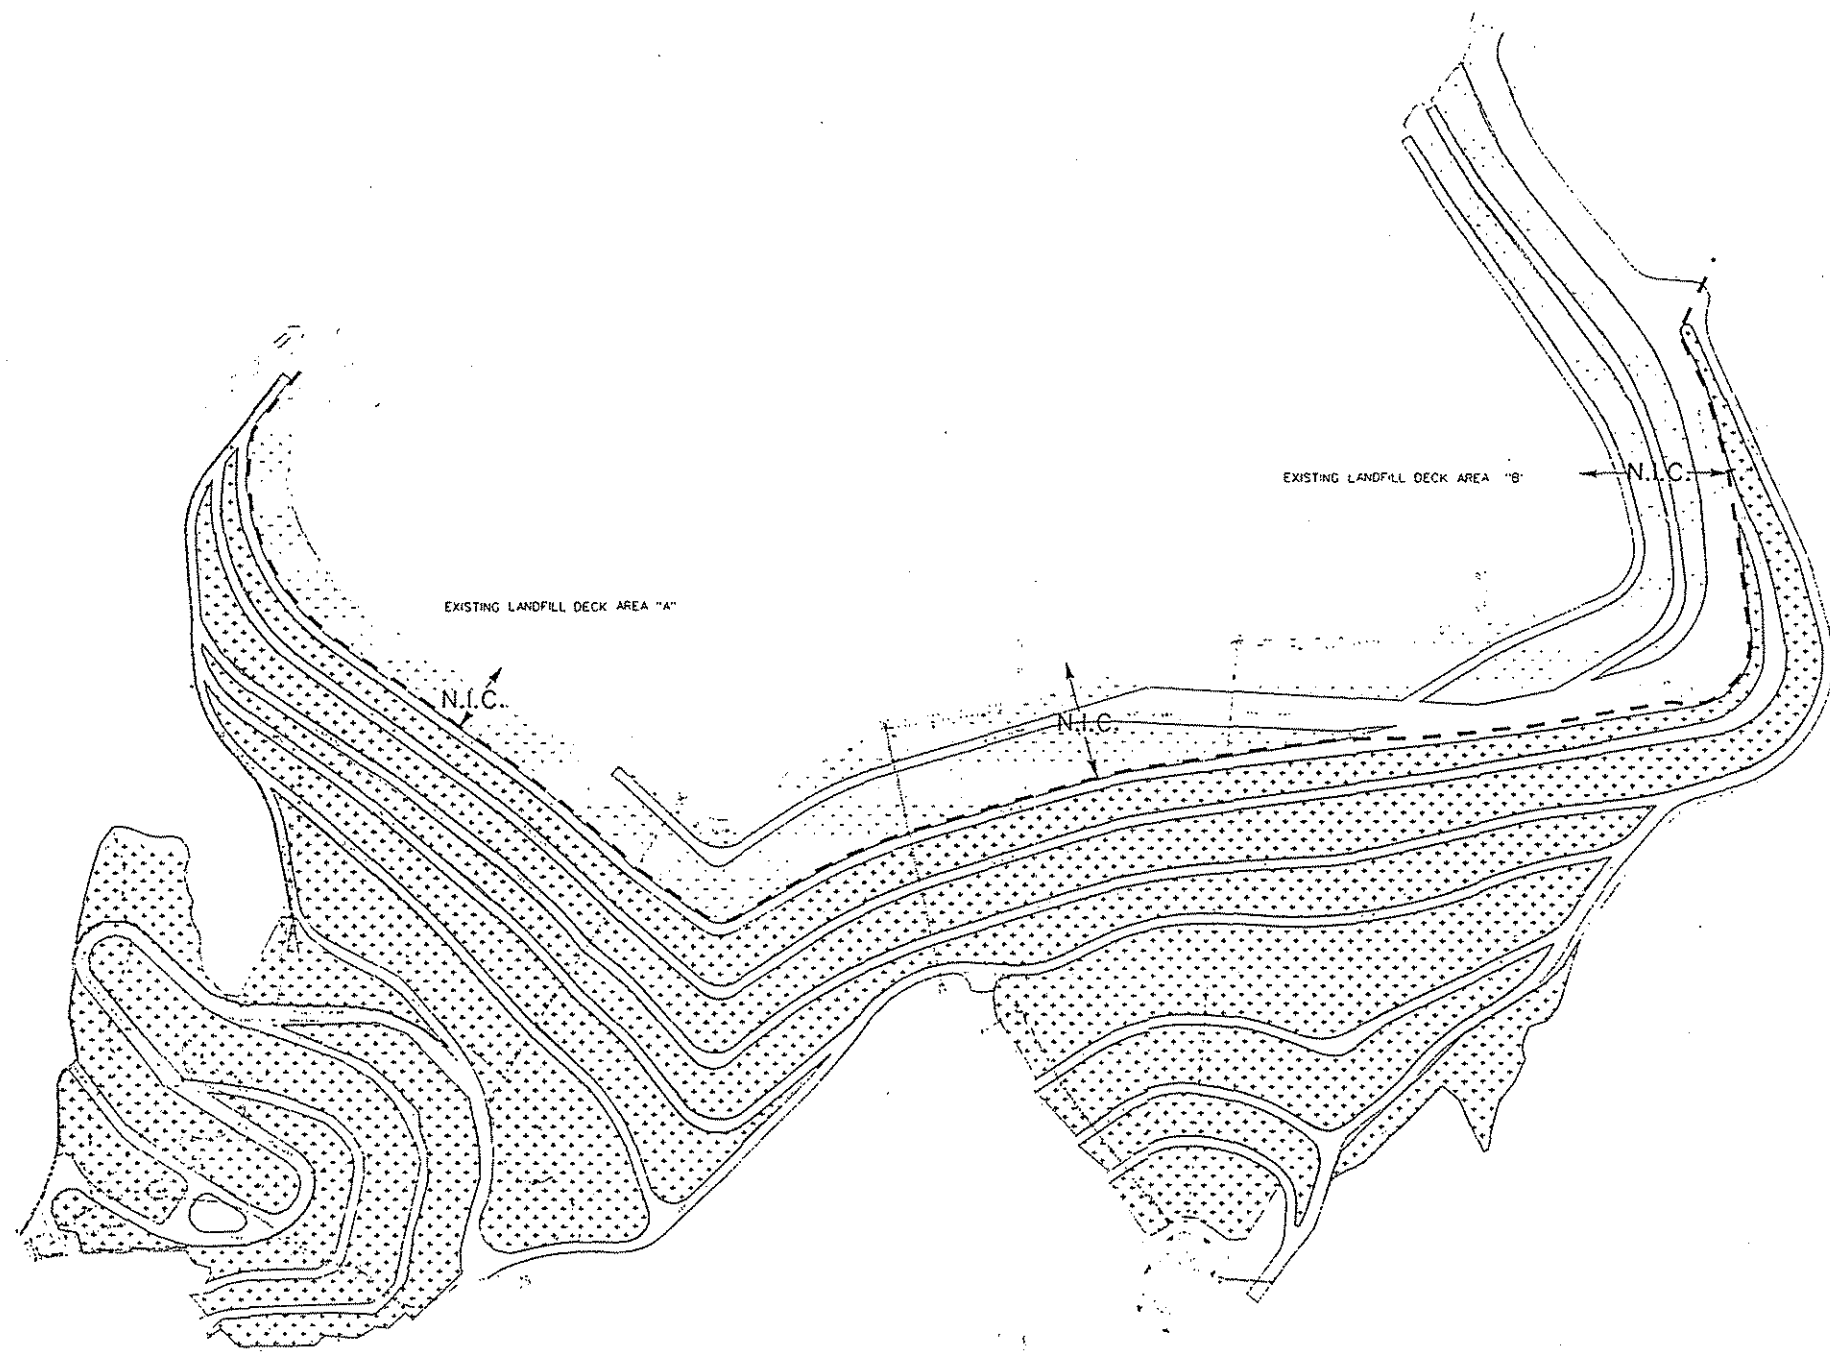 EXISTING LANDFILL DECK AREA "B"
N.I.C.
EXISTING LANDFILL DECK AREA "A"
N.I.C.
N.I.C.